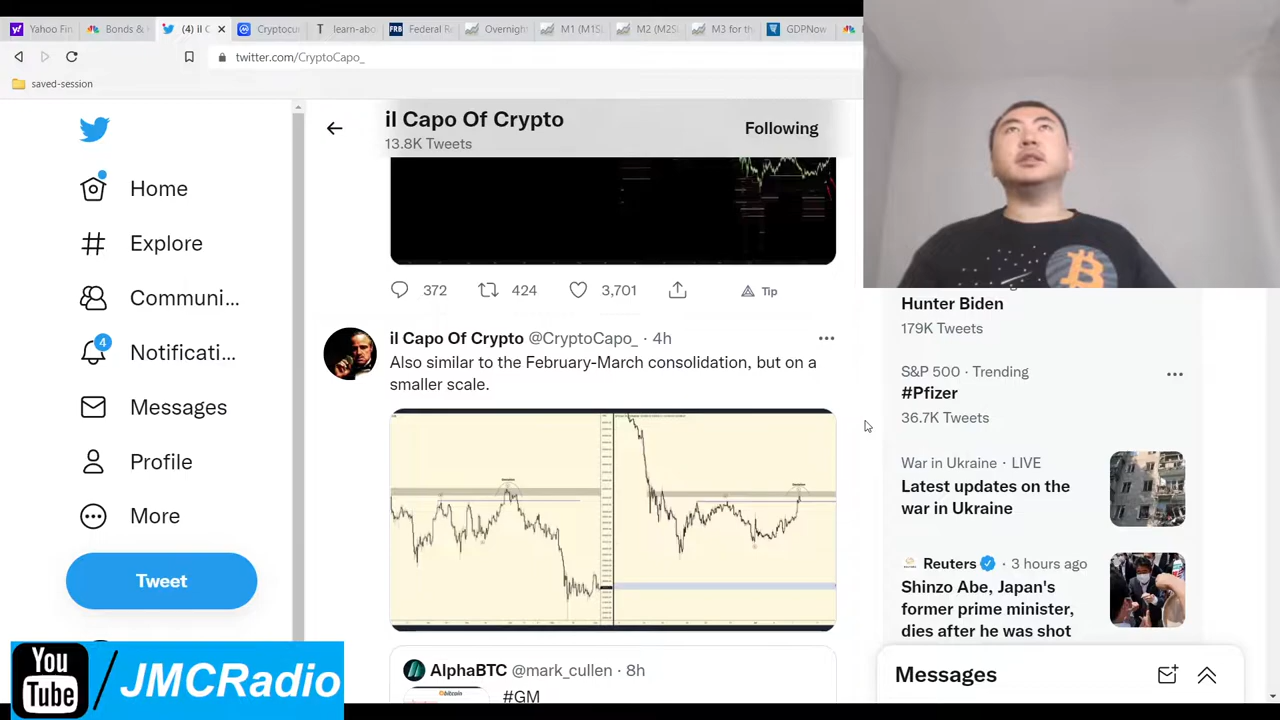 Yahoo Fin
Bonds &
(4) il C
Cryptocur
learn-abo
FRB
Federal R
Overnight
M1 (M1S
M2 (M2S
M3 for th
GDPNow
twitter.com/CryptoCapo_
saved-session
il Capo Of Crypto
13.8K Tweets
Following
Home
Explore
Communi...
4
Notificati...
Messages
Profile
More
Tweet
372
424
3,701
Tip
il Capo Of Crypto @CryptoCapo_ · 4h
Also similar to the February-March consolidation, but on a
smaller scale.
AlphaBTC @mark_cullen · 8h
#GM
bitcoin
Hunter Biden
179K Tweets
S&P 500 · Trending
#Pfizer
36.7K Tweets
War in Ukraine · LIVE
Latest updates on the
war in Ukraine
Reuters 3 hours ago
Shinzo Abe, Japan's
former prime minister,
dies after he was shot
Messages
You
Tube
/JMCRadio